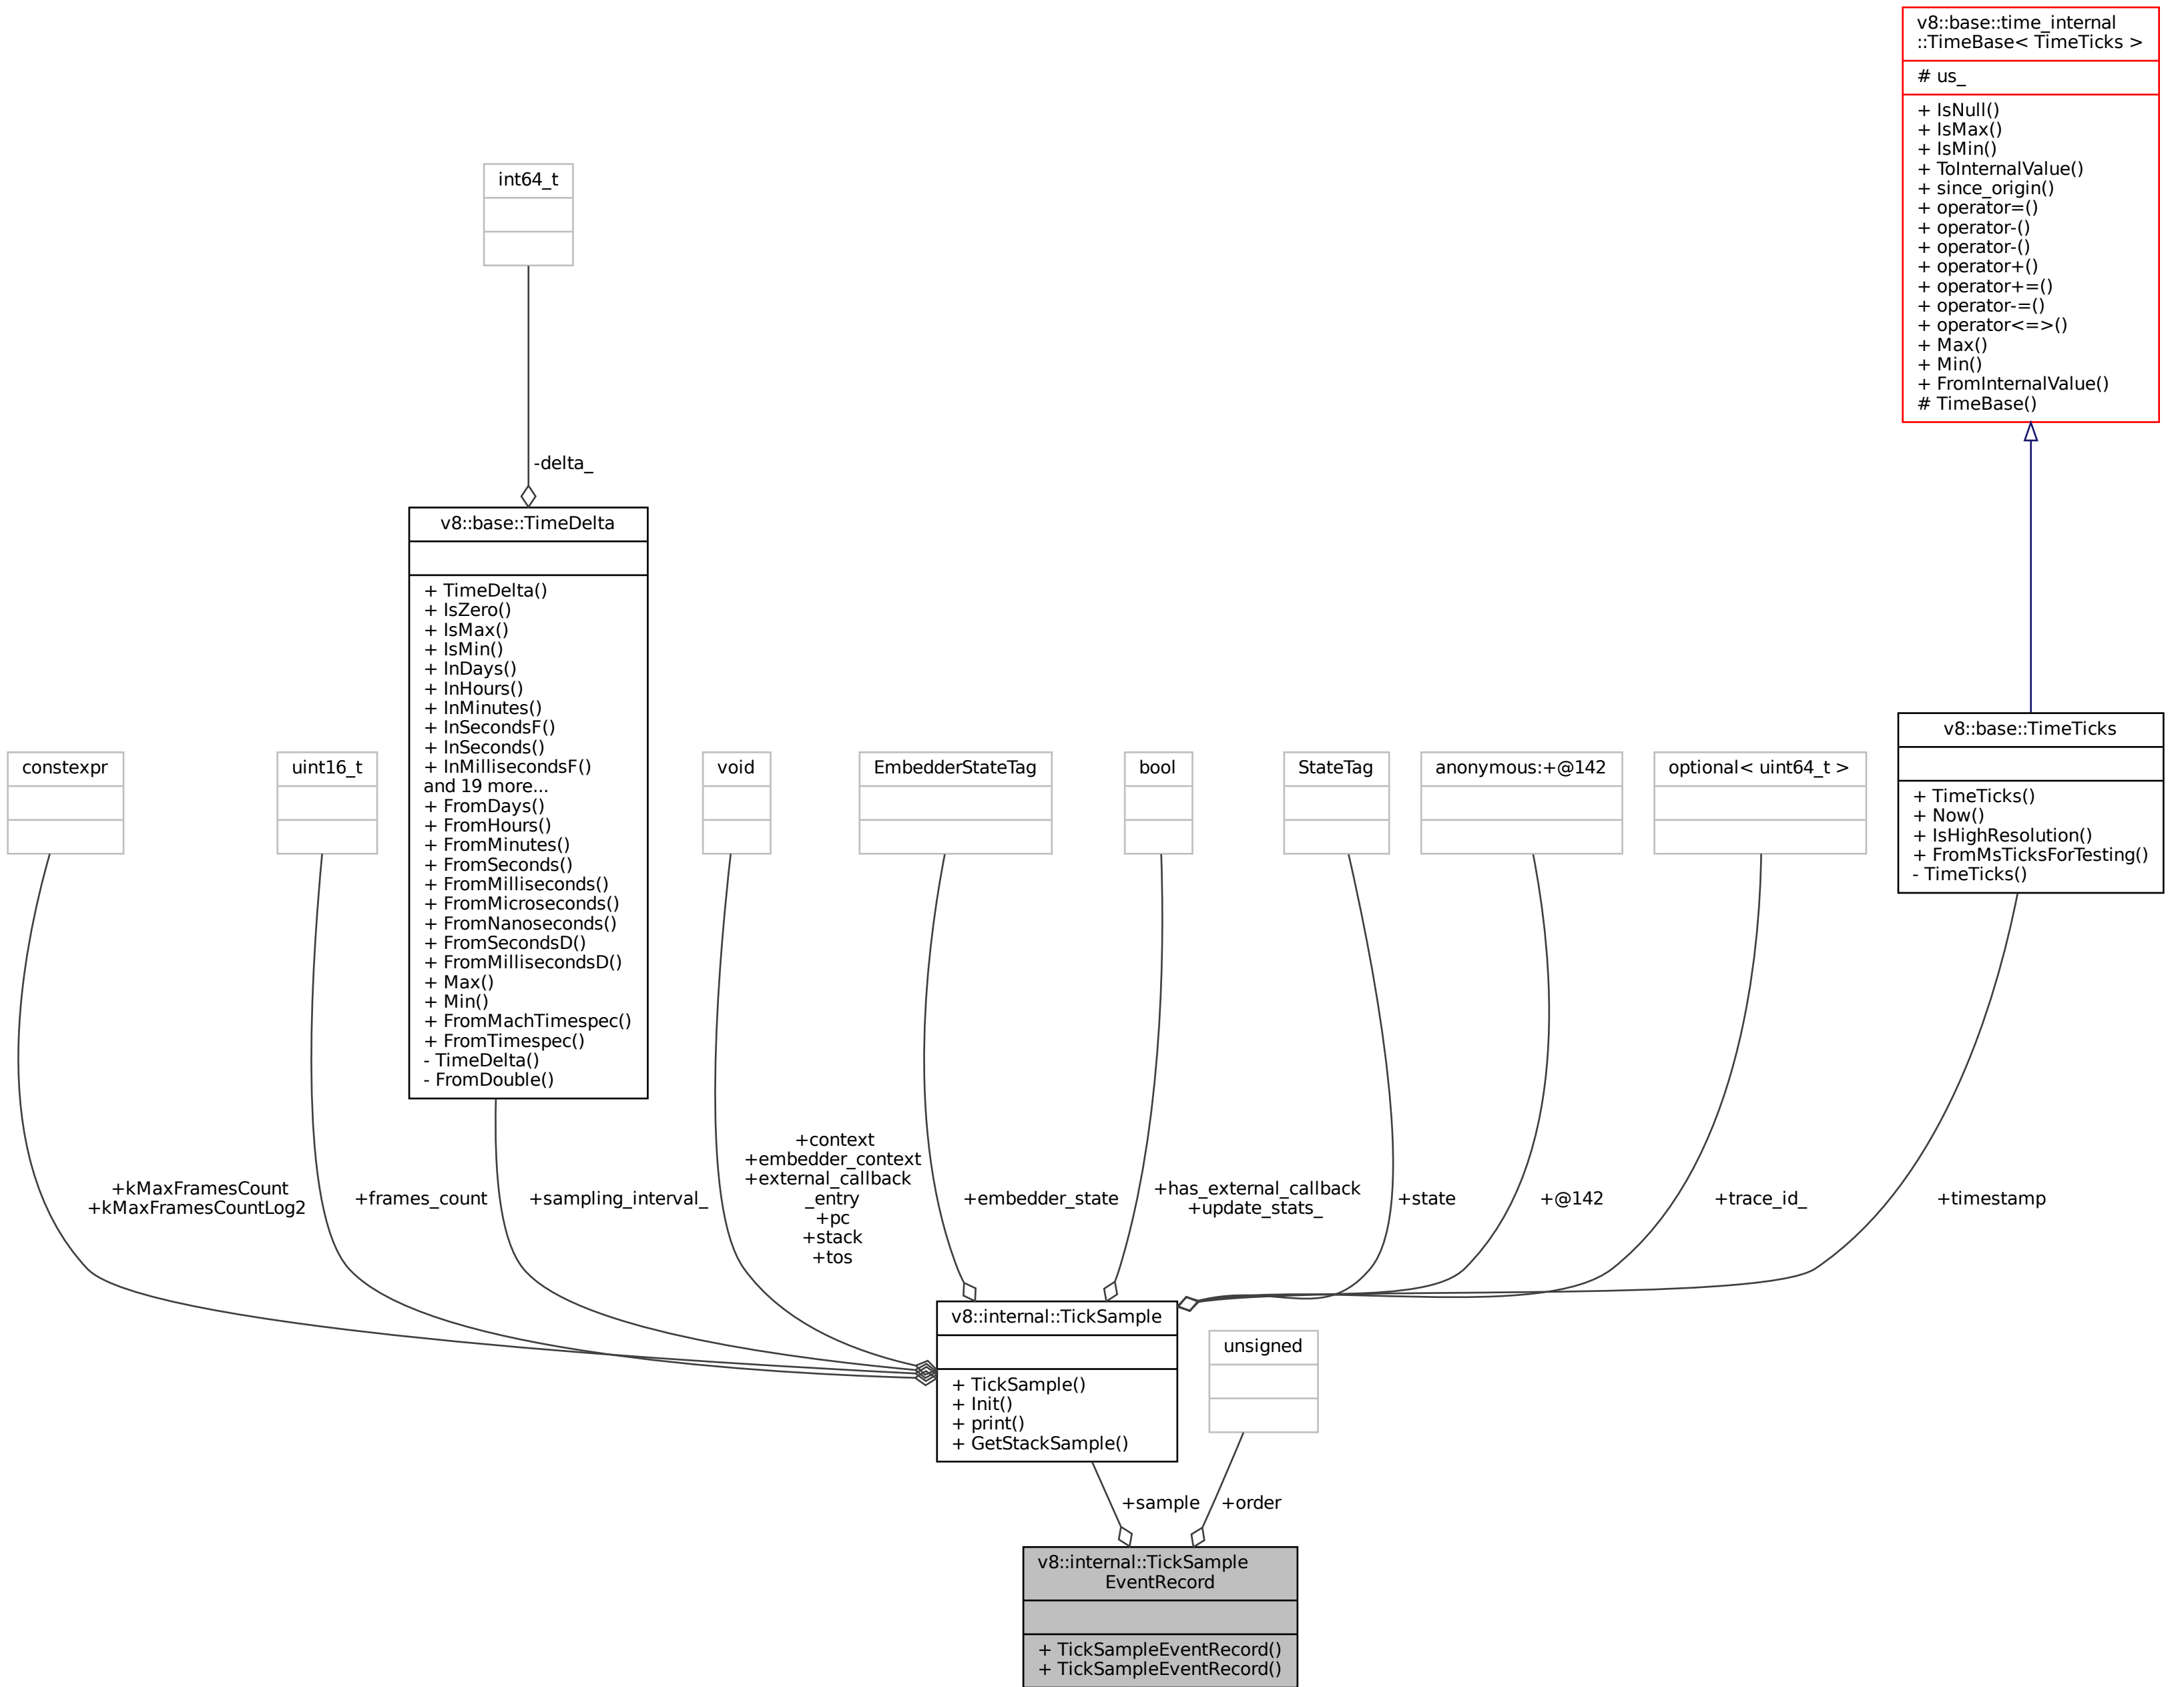 v8::base::time_internal
::TimeBase< TimeTicks >
# us_
+ IsNull()
+ IsMax()
+ IsMin()
+ ToInternalValue()
+ since_origin()
+ operator=()
+ operator-()
+ operator-()
+ operator+()
+ operator+=()
+ operator-=()
+ operator<=>()
+ Max()
+ Min()
+ FromInternalValue()
# TimeBase()
int64_t
-delta_
v8::base::TimeDelta
+ TimeDelta()
+ IsZero()
+ IsMax()
+ IsMin()
+ InDays()
+ InHours()
+ InMinutes()
+ InSecondsF()
+ InSeconds()
+ InMillisecondsF()
and 19 more...
+ FromDays()
+ FromHours()
+ FromMinutes()
+ FromSeconds()
+ FromMilliseconds()
+ FromMicroseconds()
+ FromNanoseconds()
+ FromSecondsD()
+ FromMillisecondsD()
+ Max()
+ Min()
+ FromMachTimespec()
+ FromTimespec()
- TimeDelta()
- FromDouble()
constexpr
uint16_t
void
EmbedderStateTag
bool
StateTag
anonymous:+@142
optional< uint64_t >
v8::base::TimeTicks
+ TimeTicks()
+ Now()
+ IsHighResolution()
+ FromMsTicksForTesting()
- TimeTicks()
+kMaxFramesCount
+kMaxFramesCountLog2
+frames_count
+sampling_interval_
+context
+embedder_context
+external_callback
_entry
+pc
+stack
+tos
+embedder_state
+has_external_callback
+update_stats_
+state
+@142
+trace_id_
+timestamp
v8::internal::TickSample
+ TickSample()
+ Init()
+ print()
+ GetStackSample()
unsigned
+sample
+order
v8::internal::TickSample
EventRecord
+ TickSampleEventRecord()
+ TickSampleEventRecord()